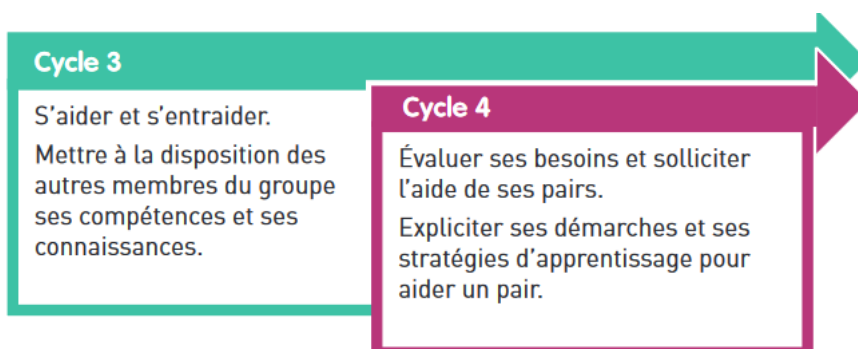 Cycle 3
S’aider et s’entraider.
Mettre à la disposition des
autres membres du groupe
ses compétences et ses
connaissances.
Cycle 4
Évaluer ses besoins et solliciter
l’aide de ses pairs.
Expliciter ses démarches et ses
stratégies d’apprentissage pour
aider un pair.